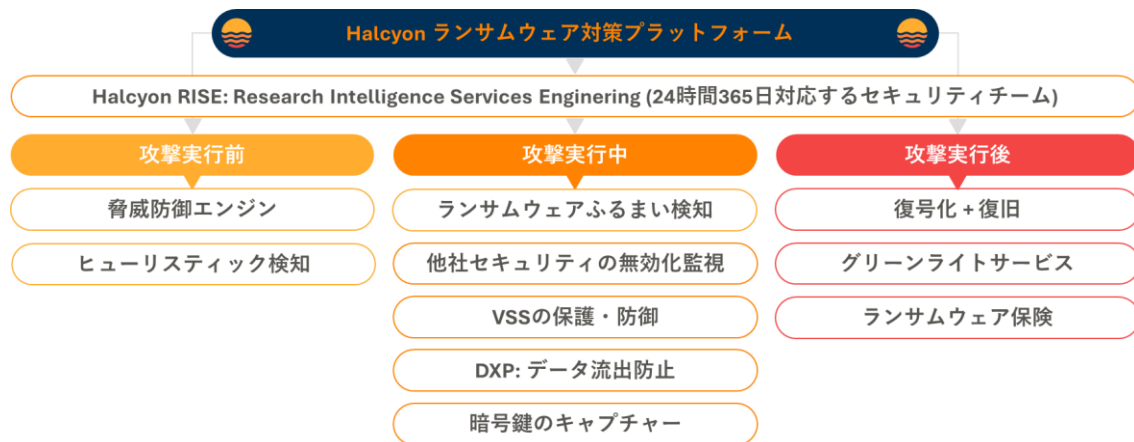 Halcyon ランサムウェア対策プラットフォーム
Halcyon RISE: Research Intelligence Services Enginering (24時間365日対応するセキュリティチーム)
攻撃実行前
脅威防御エンジン
ヒューリスティック検知
攻撃実行中
ランサムウェアふるまい検知
他社セキュリティの無効化監視
VSSの保護・防御
DXP: データ流出防止
暗号鍵のキャプチャー
攻撃実行後
復号化 + 復旧
グリーンライトサービス
ランサムウェア保険